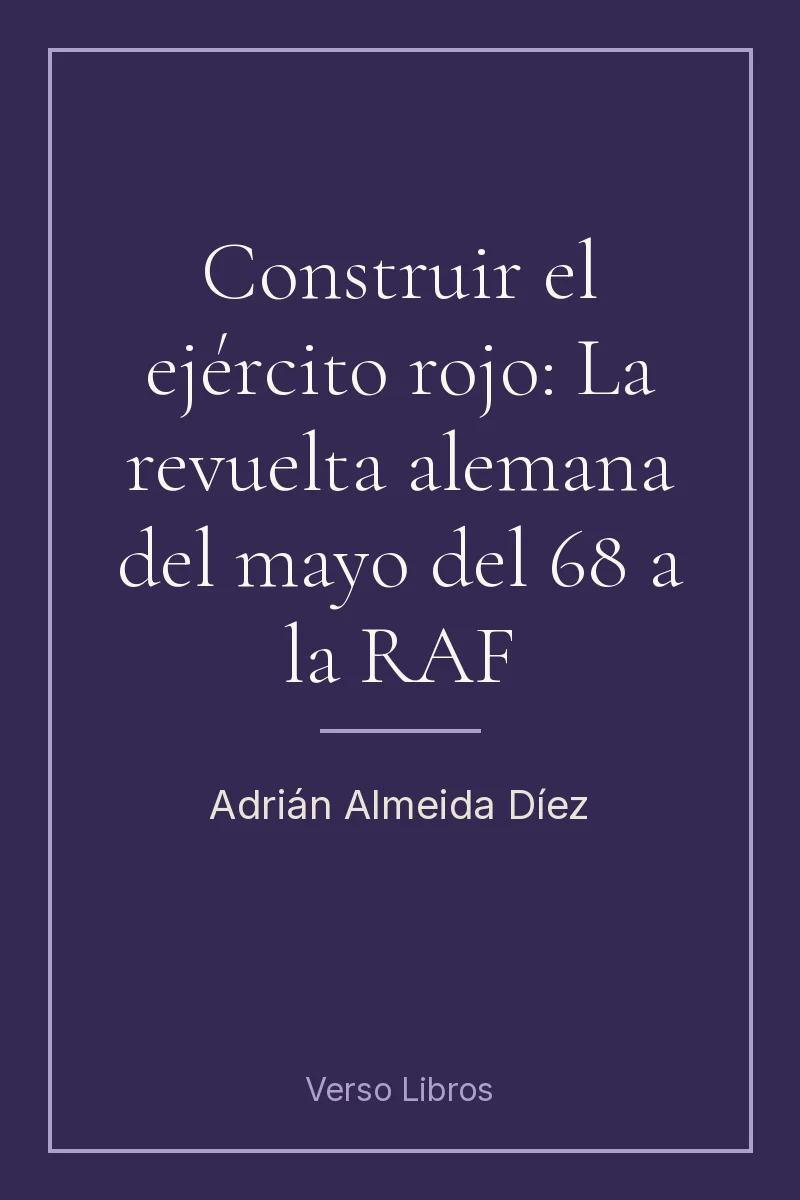 Construir el
ejército rojo: La
revuelta alemana
del mayo del 68 a
la RAF
Adrián Almeida Díez
Verso Libros